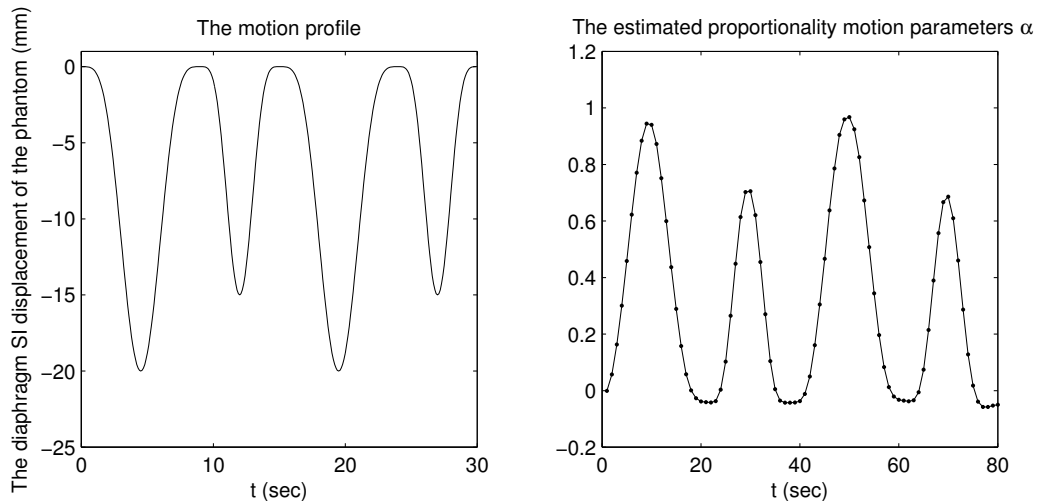 The motion profile
The diaphragm SI displacement of the phantom (mm)
0
−5
−10
−15
−20
−25
0 10 20 30
t (sec)
The estimated proportionality motion parameters α
1.2
1
0.8
0.6
0.4
0.2
0
−0.2
0 20 40 60 80
t (sec)